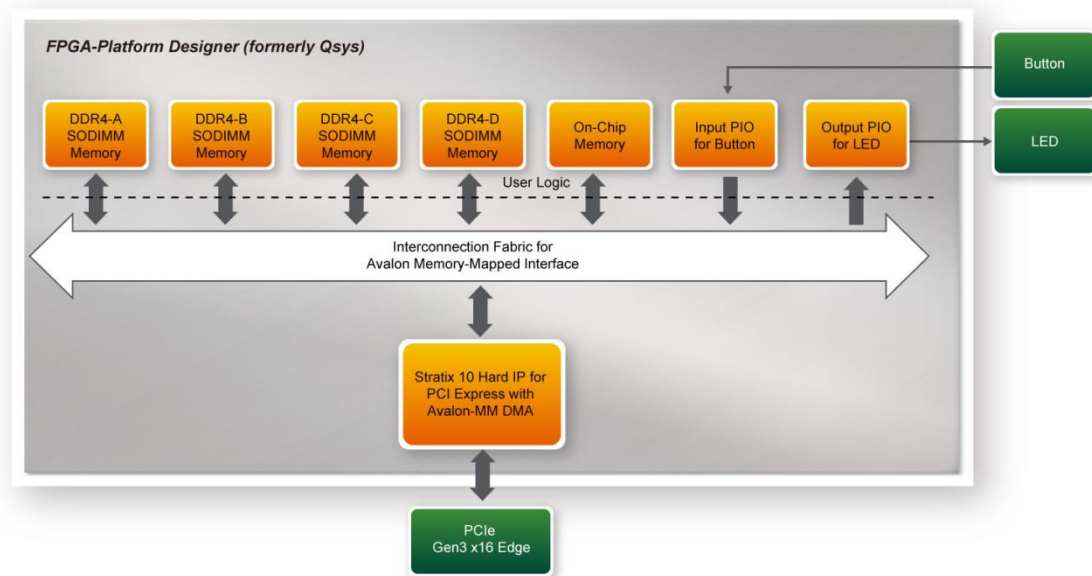 FPGA-Platform Designer (formerly Qsys)
Button
LED
DDR4-A
SODIMM
Memory
DDR4-B
SODIMM
Memory
DDR4-C
SODIMM
Memory
DDR4-D
SODIMM
Memory
On-Chip
Memory
Input PIO
for Button
Output PIO
for LED
User Logic
Interconnection Fabric for
Avalon Memory-Mapped Interface
Stratix 10 Hard IP for
PCI Express with
Avalon-MM DMA
PCIe
Gen3 x16 Edge